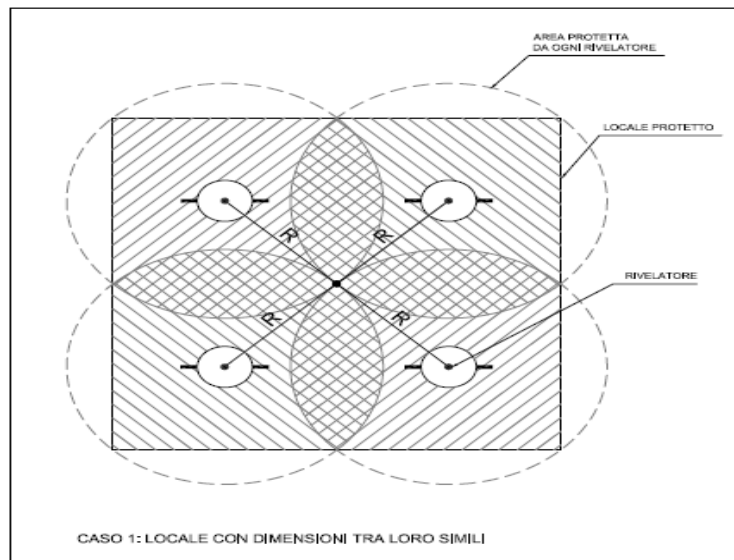 AREA PROTETTA
DA OGNI RIVELATORE
LOCALE PROTETTO
R
R
RIVELATORE
R
R
CASO 1: LOCALE CON DIMENSIONI TRA LORO SIMILI